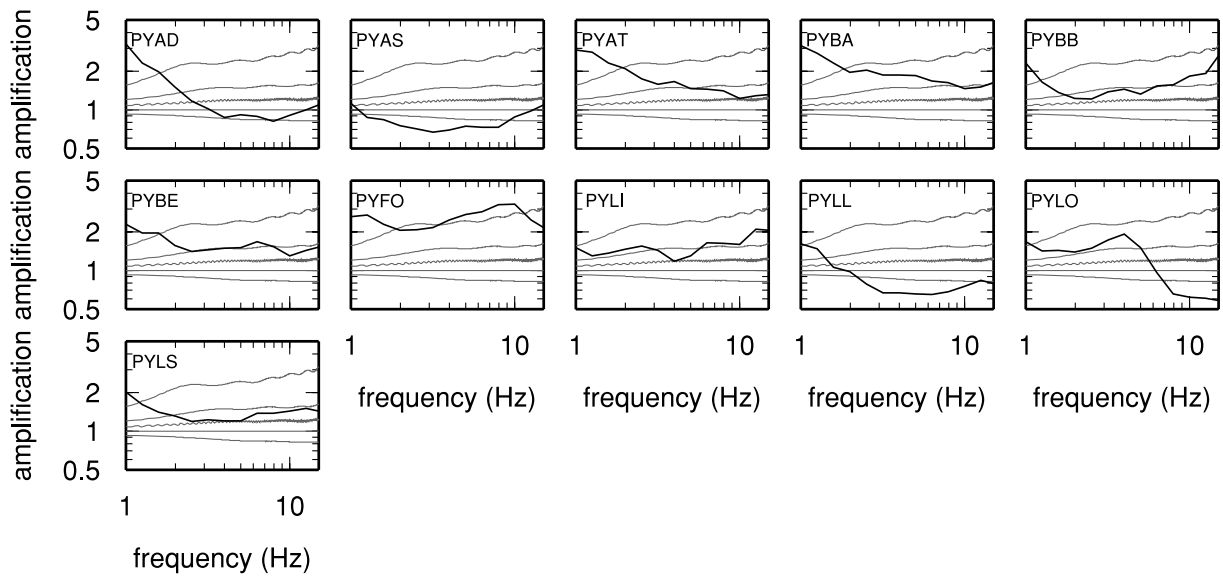 5
2
1
0.5
amplification
PYAD
PYAS
PYAT
PYBA
PYBB
5
2
1
0.5
amplification
PYBE
PYFO
PYLI
PYLL
PYLO
1 10
frequency (Hz)
1 10
frequency (Hz)
1 10
frequency (Hz)
1 10
frequency (Hz)
5
2
1
0.5
amplification
PYLS
1 10
frequency (Hz)